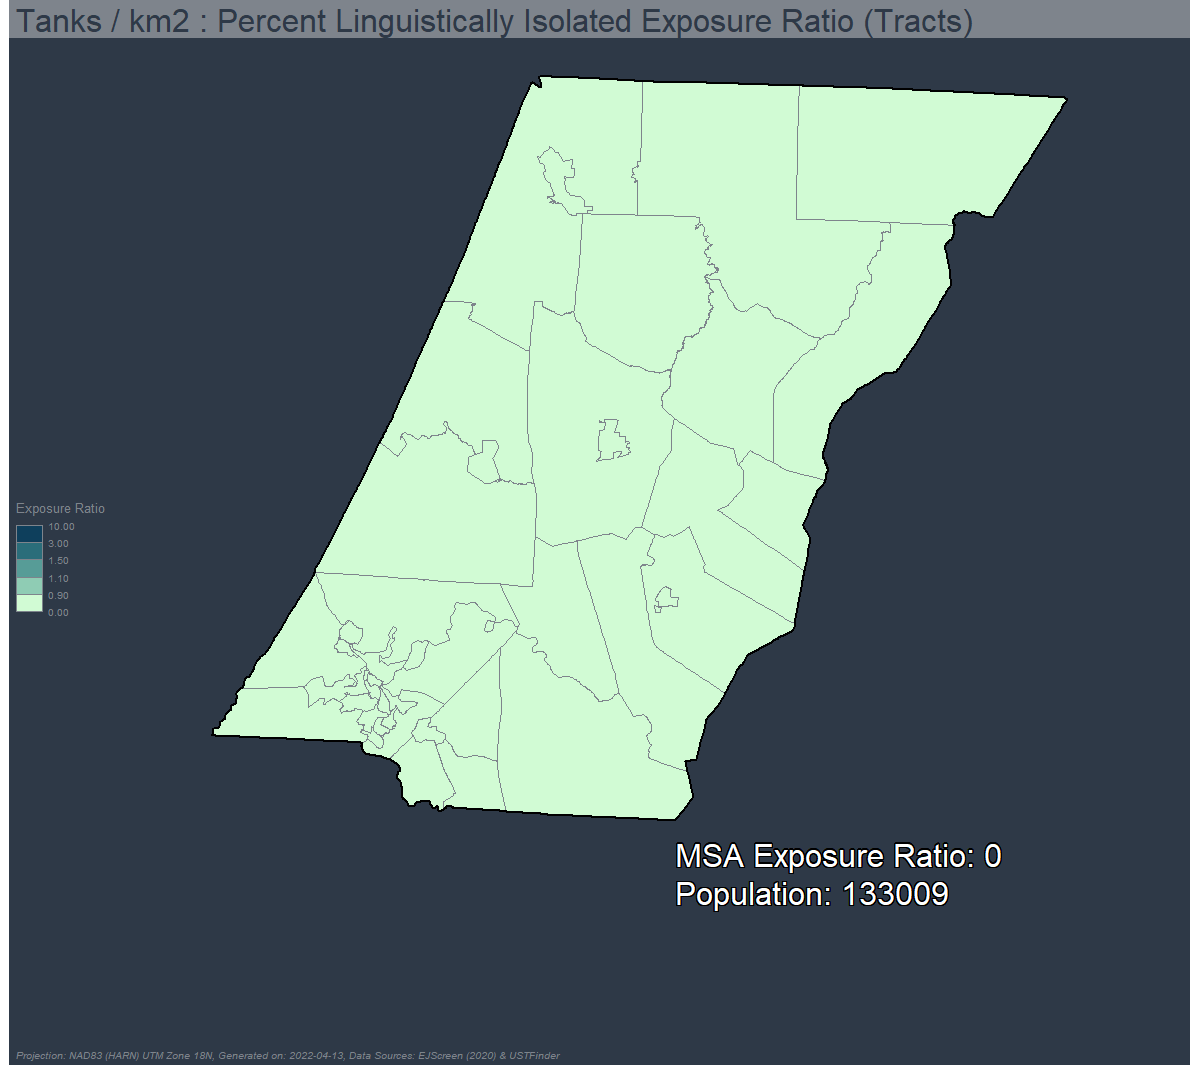 Tanks / km2 : Percent Linguistically Isolated Exposure Ratio (Tracts)
Exposure Ratio
10.00
3.00
1.50
1.10
0.90
0.00
MSA Exposure Ratio: 0
Population: 133009
Projection: NAD83 (HARN) UTM Zone 18N, Generated on: 2022-04-13, Data Sources: EJScreen (2020) & USTFinder